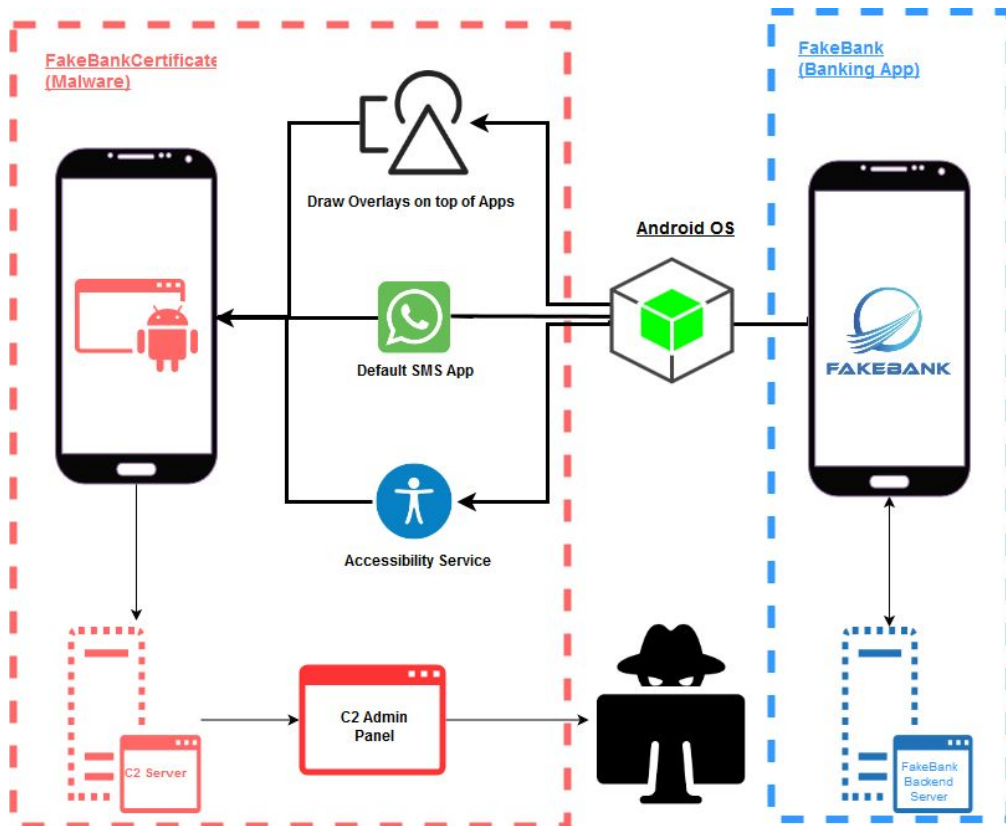 FakeBankCertificate
(Malware)
FakeBank
(Banking App)
Draw Overlays on top of Apps
Android OS
Default SMS App
FAKEBANK
Accessibility Service
C2 Server
C2 Admin
Panel
FakeBank
Backend
Server